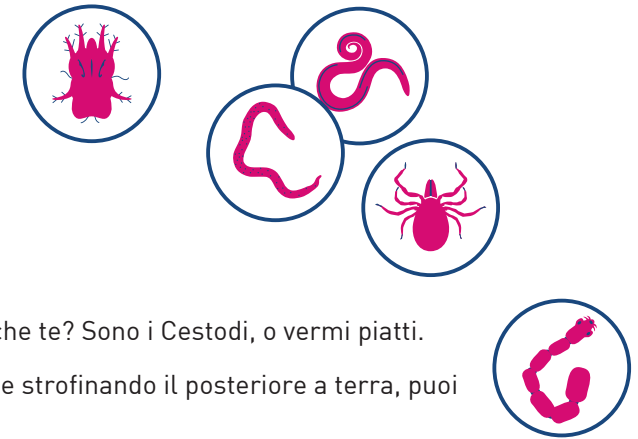 che te? Sono i Cestodi, o vermi piatti.
e strofinando il posteriore a terra, puoi